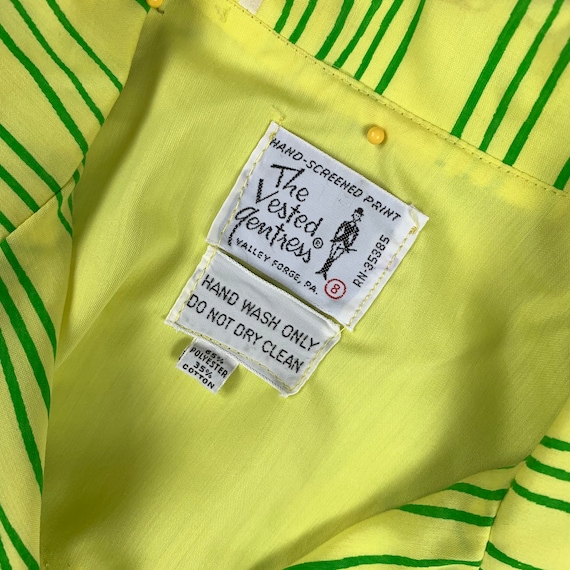 HAND-SCREENED PRINT
The
Vested
Gentress®
VALLEY FORGE, PA.
8
RN-35385
HAND WASH ONLY
DO NOT DRY CLEAN
65%
POLYESTER
35%
COTTON